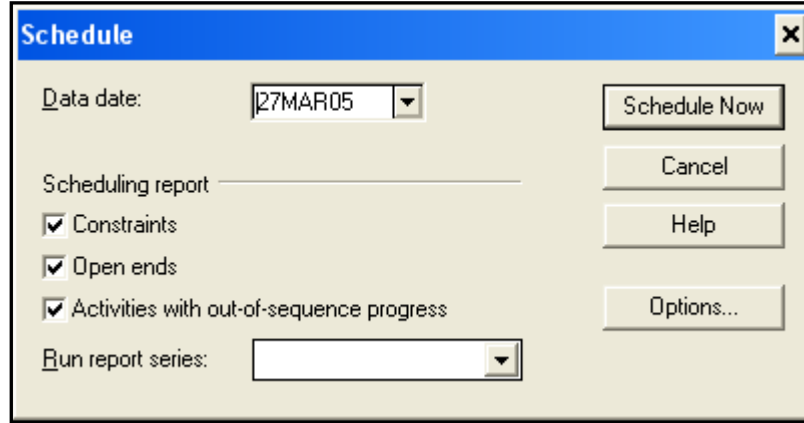 Schedule
Data date: 27MAR05
Schedule Now
Cancel
Scheduling report
Constraints
Help
Open ends
Activities with out-of-sequence progress
Options...
Run report series: